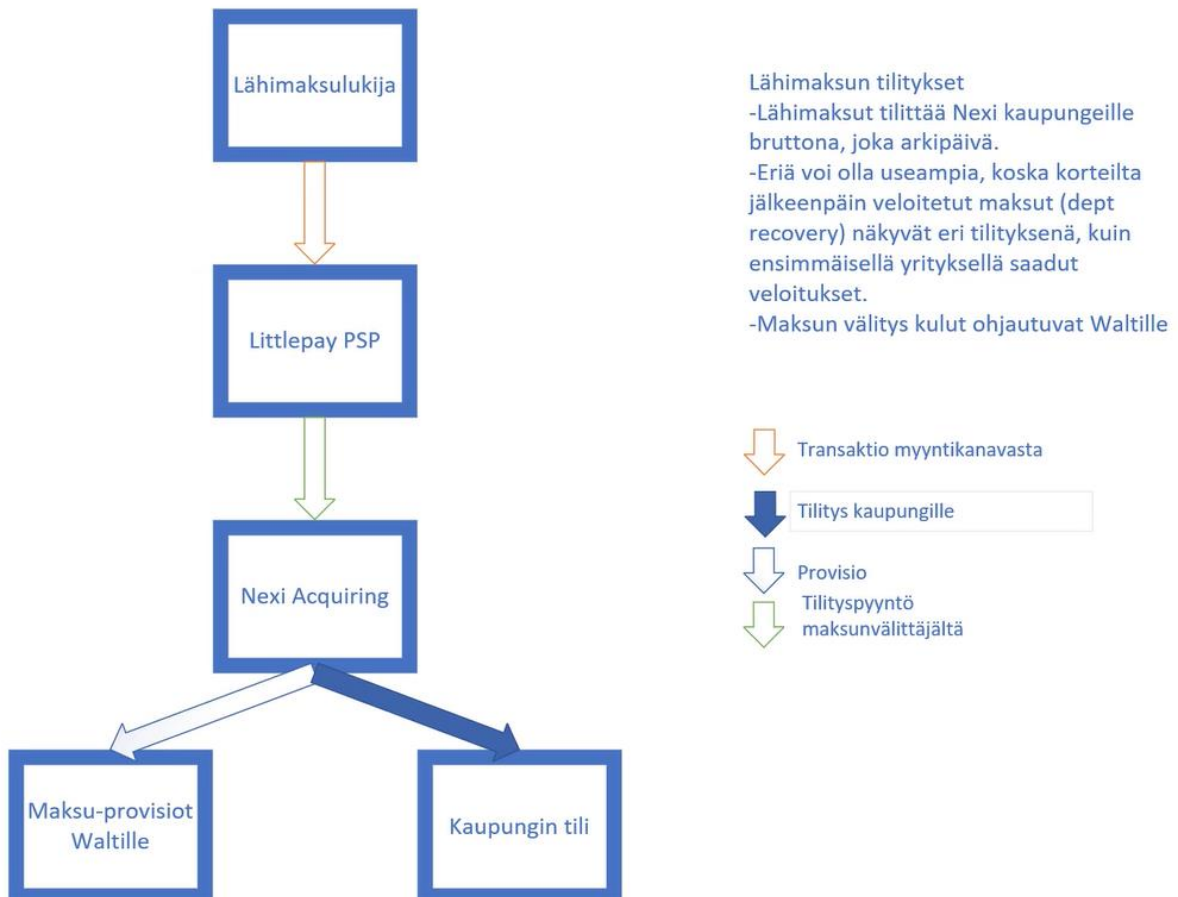 Lähimaksulukija
Littlepay PSP
Nexi Acquiring
Maksu-provisiot
Waltille
Kaupungin tili
Lähimaksun tilitykset
-Lähimaksut tilittää Nexi kaupungeille
bruttona, joka arkipäivä.
-Eriä voi olla useampia, koska korteilta
jälkeenpäin veloitetut maksut (dept
recovery) näkyvät eri tilityksenä, kuin
ensimmäisellä yrityksellä saadut
veloitukset.
-Maksun välitys kulut ohjautuvat Waltille
Transaktio myyntikanavasta
Tilitys kaupungille
Provisio
Tilityspyyntö
maksunvälittäjältä